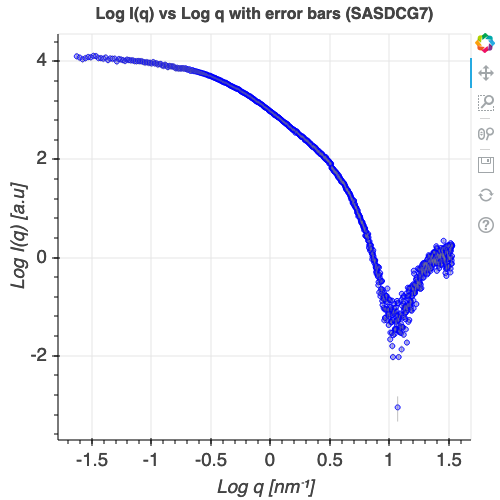 Log I(q) vs Log q with error bars (SASDCG7)
4
2
0
-2
Log I(q) [a.u]
-1.5 -1 -0.5 0 0.5 1 1.5
Log q [nm⁻¹]